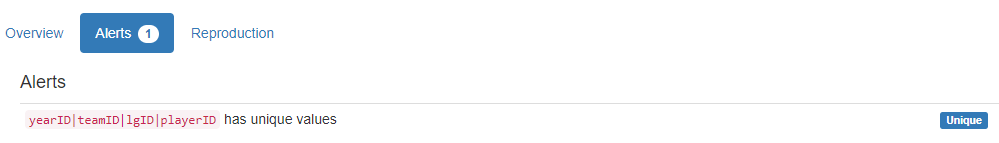 Overview Alerts 1 Reproduction
Alerts
yearID|teamID|lgID|playerID has unique values Unique